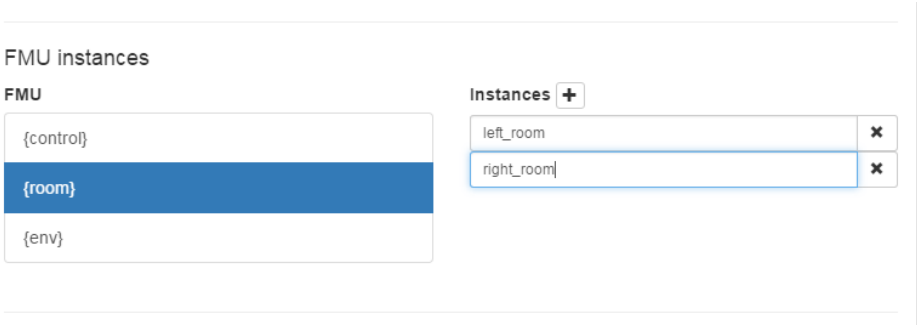 FMU instances
FMU
{control}
{room}
{env}
Instances
left_room
right_room